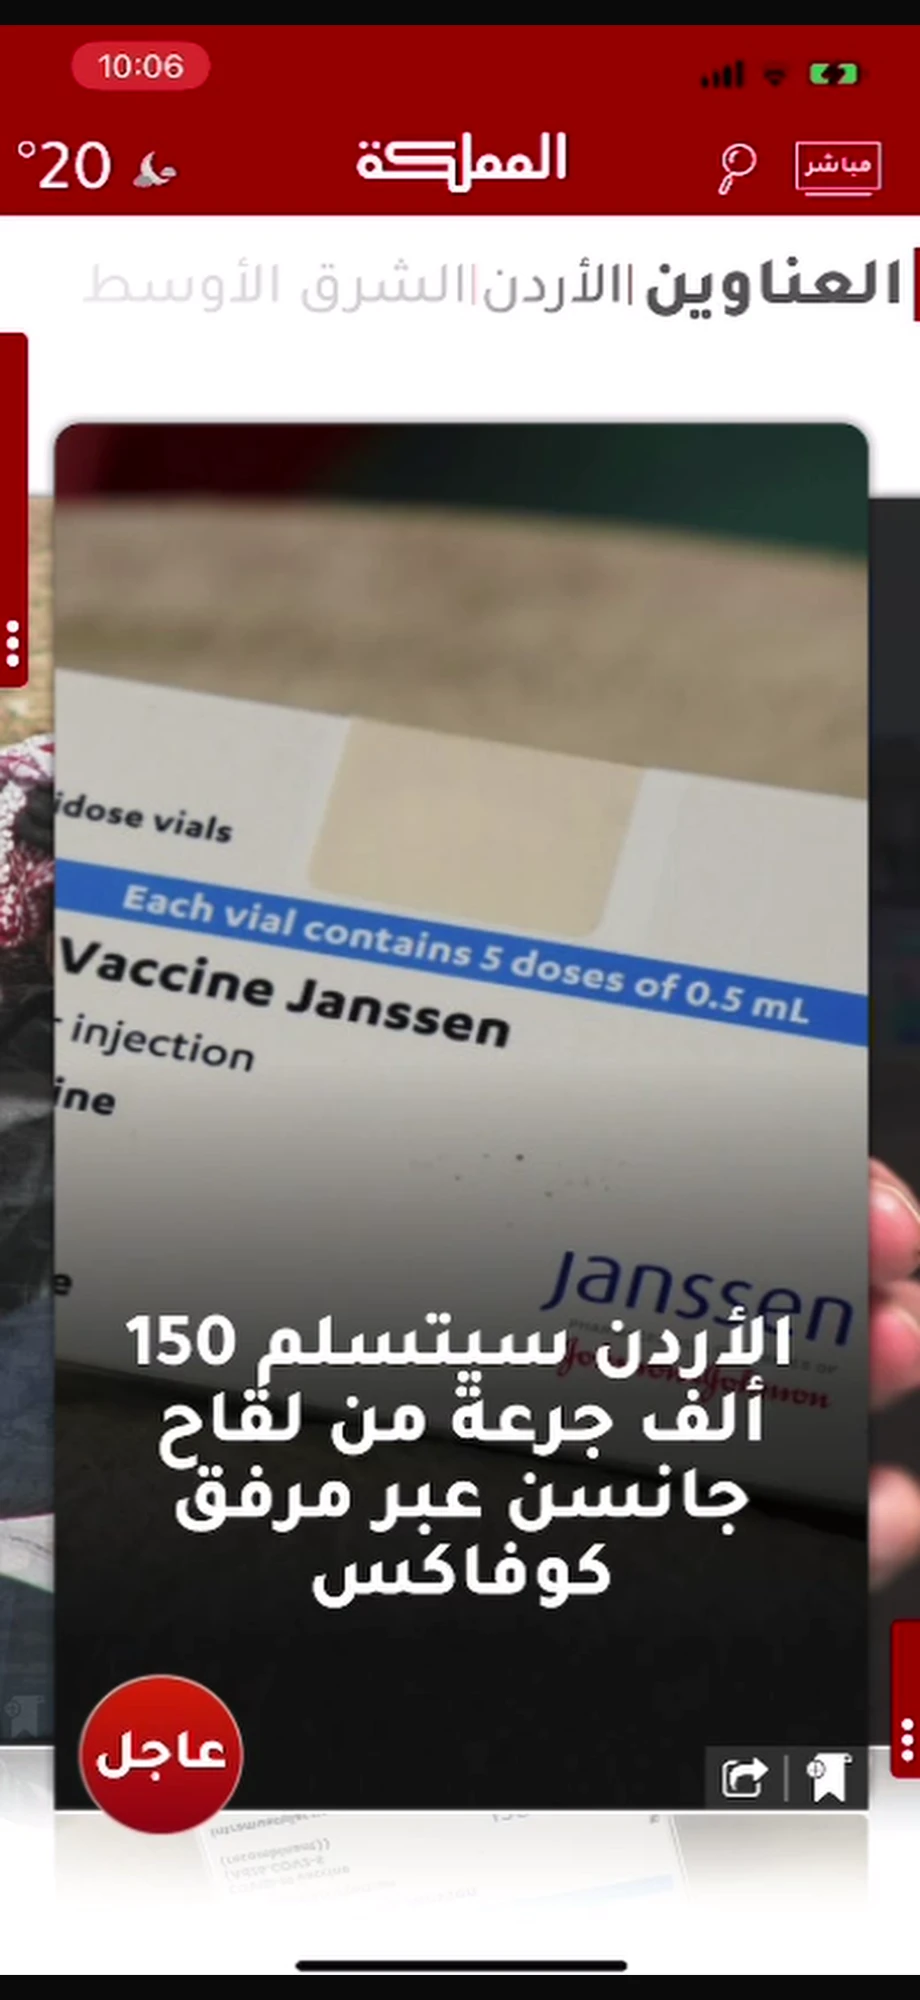 10:06
°20
المملكة
مباشر
العناوين|الأردن|الشرق الأوسط
idose vials
Each vial contains 5 doses of 0.5 mL
Vaccine Janssen
injection
ine
e
Janssen
الأردن سيتسلم 150
ألف جرعة من لقاح
جانسن عبر مرفق
كوفاكس
عاجل